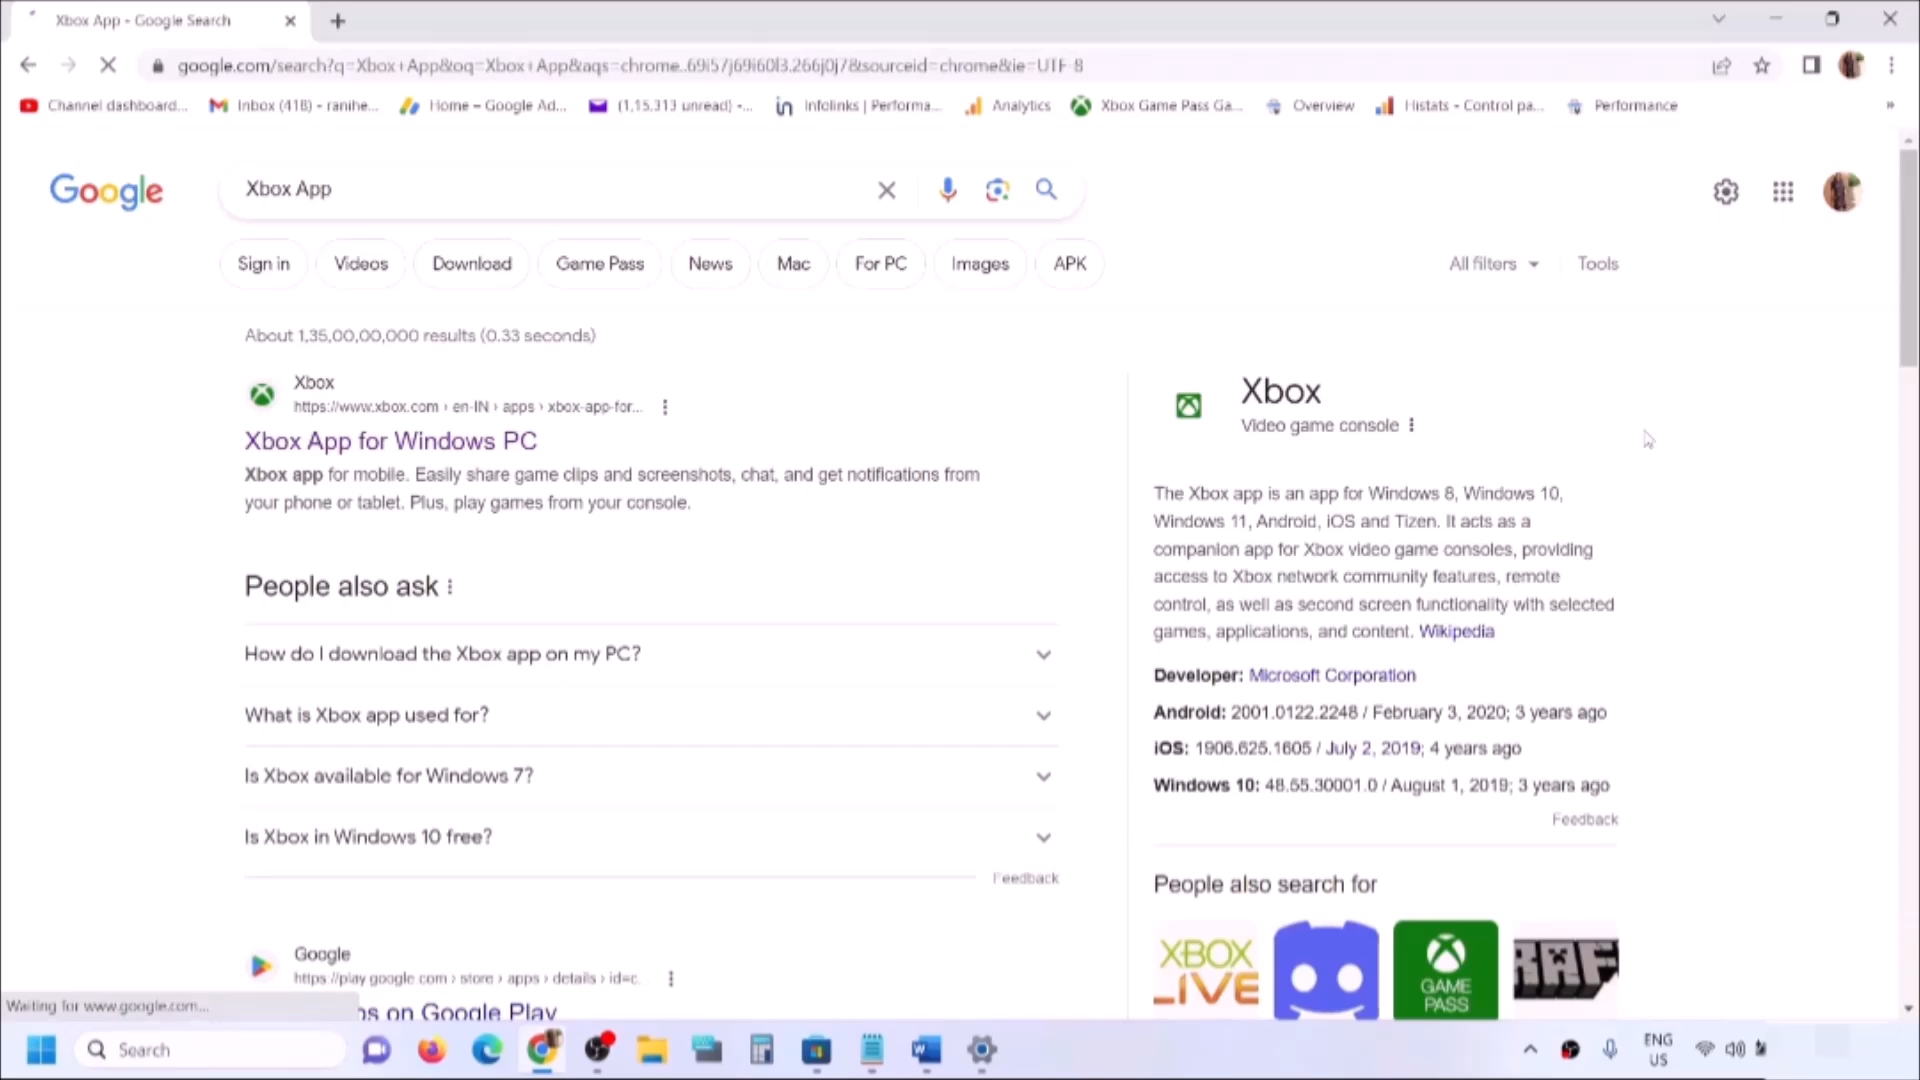 Xbox App - Google Search
google.com/search?q=Xbox+App&oq=Xbox+App&aqs=chrome..69i57j69i60l3.266j0j7&sourceid=chrome&ie=UTF-8
Channel dashboard... Inbox (418) - ranihe... Home – Google Ad... (1,15,313 unread) -... Infolinks | Performa... Analytics Xbox Game Pass Ga... Overview Histats - Control pa... Performance »
Google
Xbox App
Sign in Videos Download Game Pass News Mac For PC Images APK All filters Tools
About 1,35,00,00,000 results (0.33 seconds)
Xbox
https://www.xbox.com › en-IN › apps › xbox-app-for...
Xbox App for Windows PC
Xbox app for mobile. Easily share game clips and screenshots, chat, and get notifications from
your phone or tablet. Plus, play games from your console.
People also ask
How do I download the Xbox app on my PC?
What is Xbox app used for?
Is Xbox available for Windows 7?
Is Xbox in Windows 10 free?
Feedback
Google
https://play.google.com › store › apps › details › id=c...
ps on Google Play
Xbox
Video game console
The Xbox app is an app for Windows 8, Windows 10,
Windows 11, Android, iOS and Tizen. It acts as a
companion app for Xbox video game consoles, providing
access to Xbox network community features, remote
control, as well as second screen functionality with selected
games, applications, and content. Wikipedia
Developer: Microsoft Corporation
Android: 2001.0122.2248 / February 3, 2020; 3 years ago
iOS: 1906.625.1605 / July 2, 2019; 4 years ago
Windows 10: 48.55.30001.0 / August 1, 2019; 3 years ago
Feedback
People also search for
XBOX
LIVE
GAME
PASS
RAF
Waiting for www.google.com...
Search
ENG
US